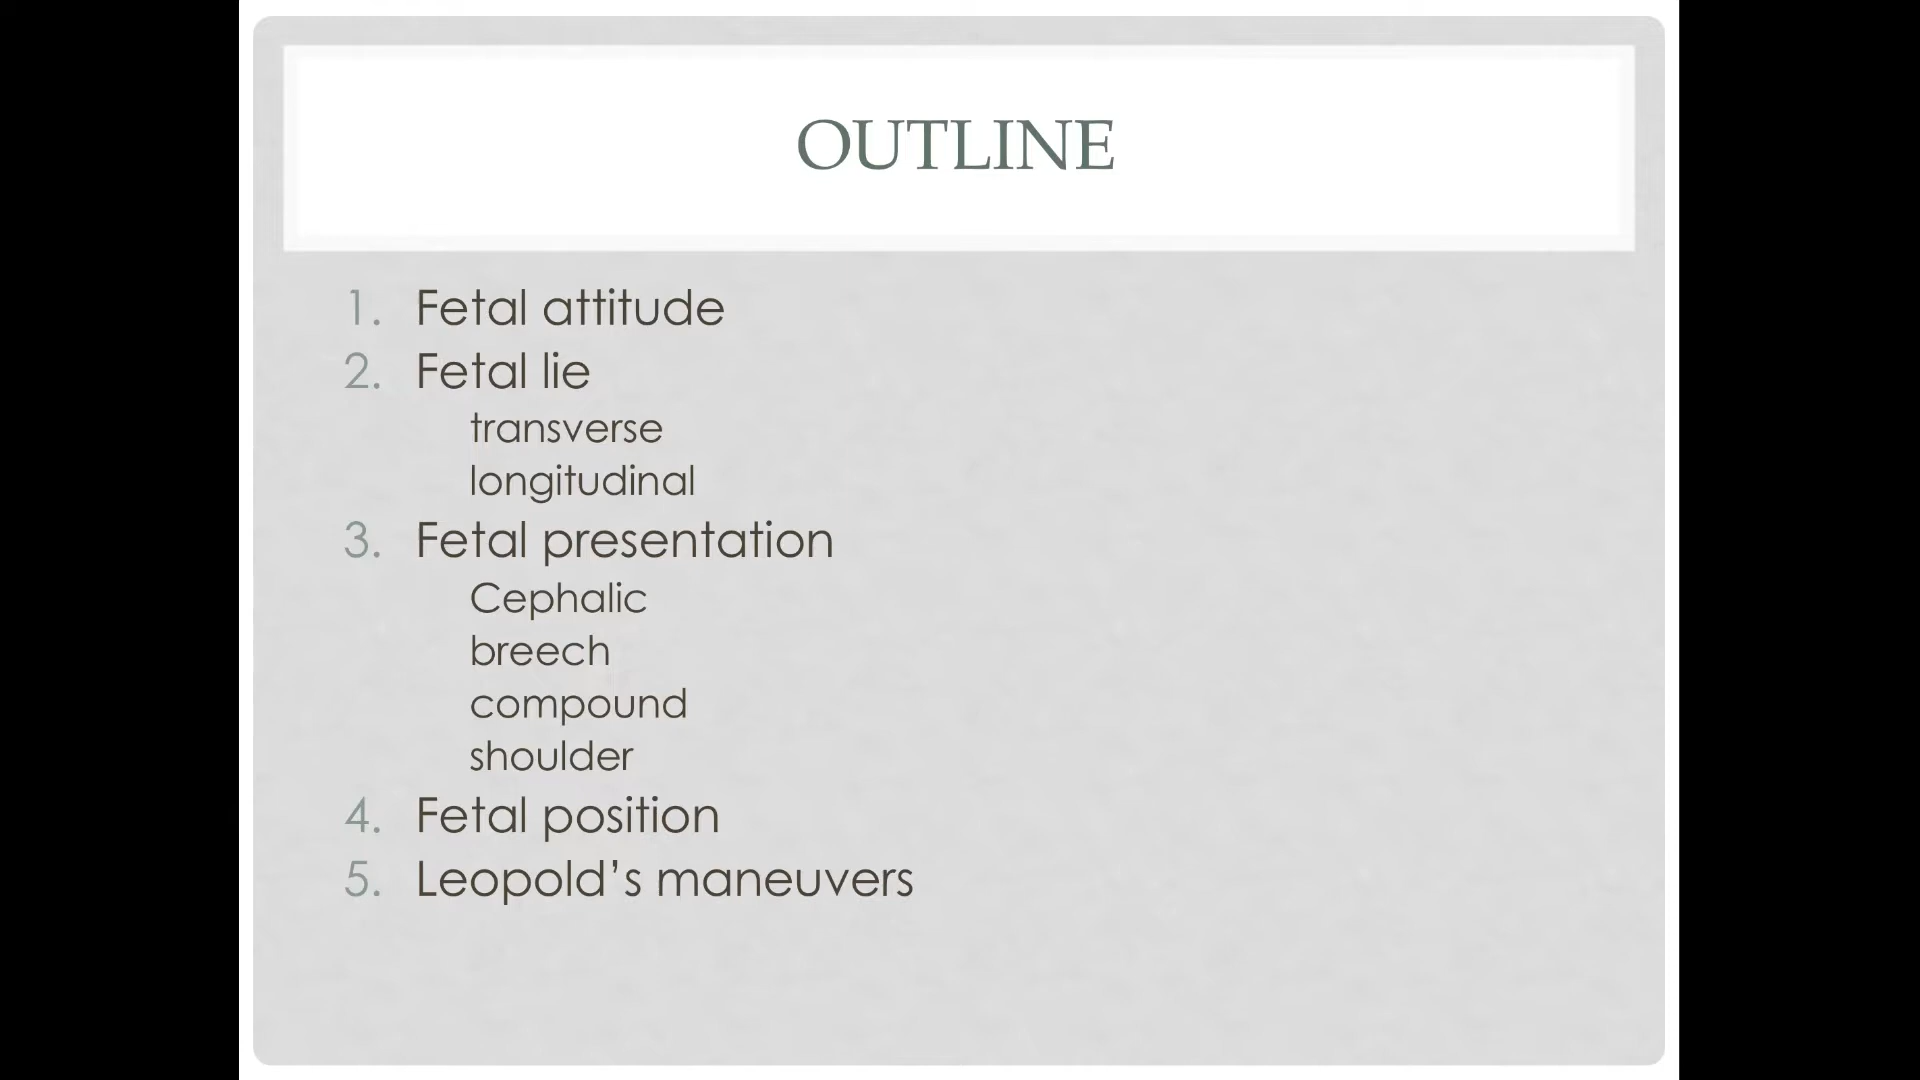 OUTLINE
1. Fetal attitude
2. Fetal lie
transverse
longitudinal
3. Fetal presentation
Cephalic
breech
compound
shoulder
4. Fetal position
5. Leopold’s maneuvers